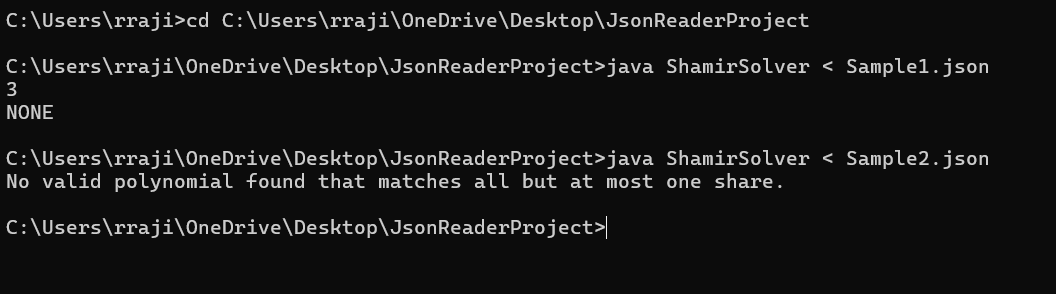 C:\Users\rraji>cd C:\Users\rraji\OneDrive\Desktop\JsonReaderProject
C:\Users\rraji\OneDrive\Desktop\JsonReaderProject>java ShamirSolver < Sample1.json
3
NONE
C:\Users\rraji\OneDrive\Desktop\JsonReaderProject>java ShamirSolver < Sample2.json
No valid polynomial found that matches all but at most one share.
C:\Users\rraji\OneDrive\Desktop\JsonReaderProject>